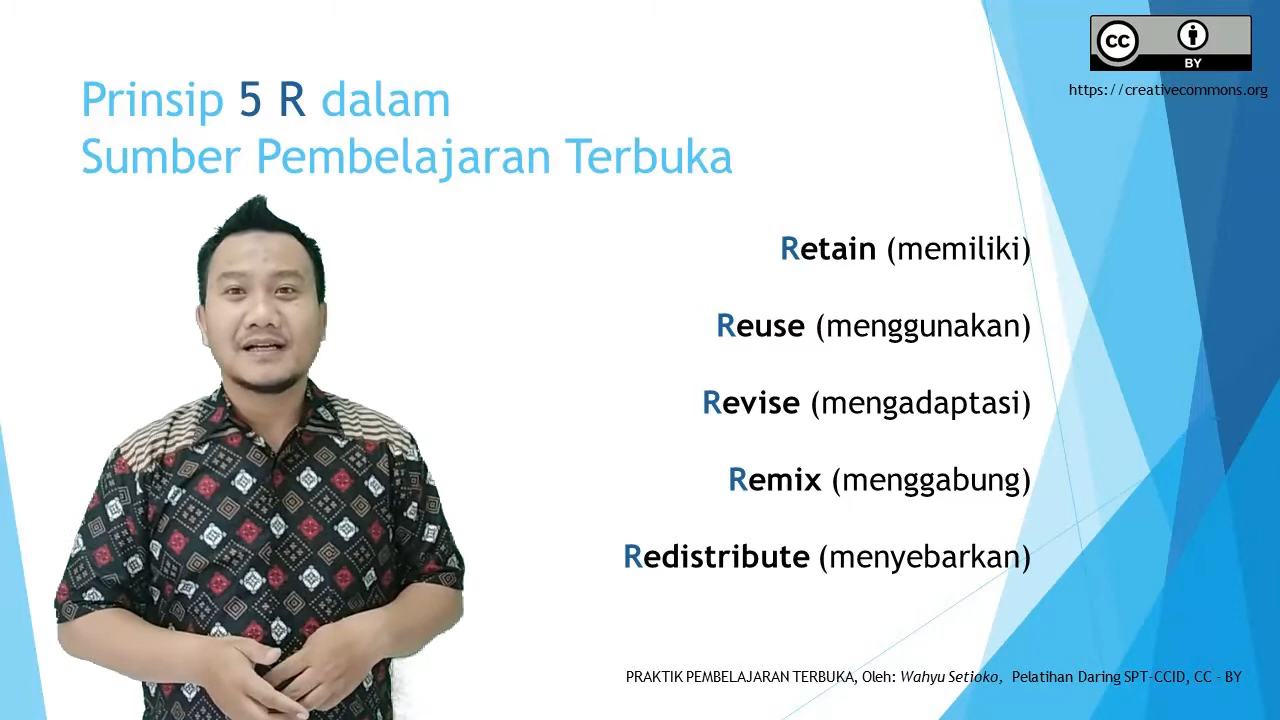 CC
BY
https://creativecommons.org
Prinsip 5 R dalam
Sumber Pembelajaran Terbuka
Retain (memiliki)
Reuse (menggunakan)
Revise (mengadaptasi)
Remix (menggabung)
Redistribute (menyebarkan)
PRAKTIK PEMBELAJARAN TERBUKA, Oleh: Wahyu Setioko, Pelatihan Daring SPT-CCID, CC - BY